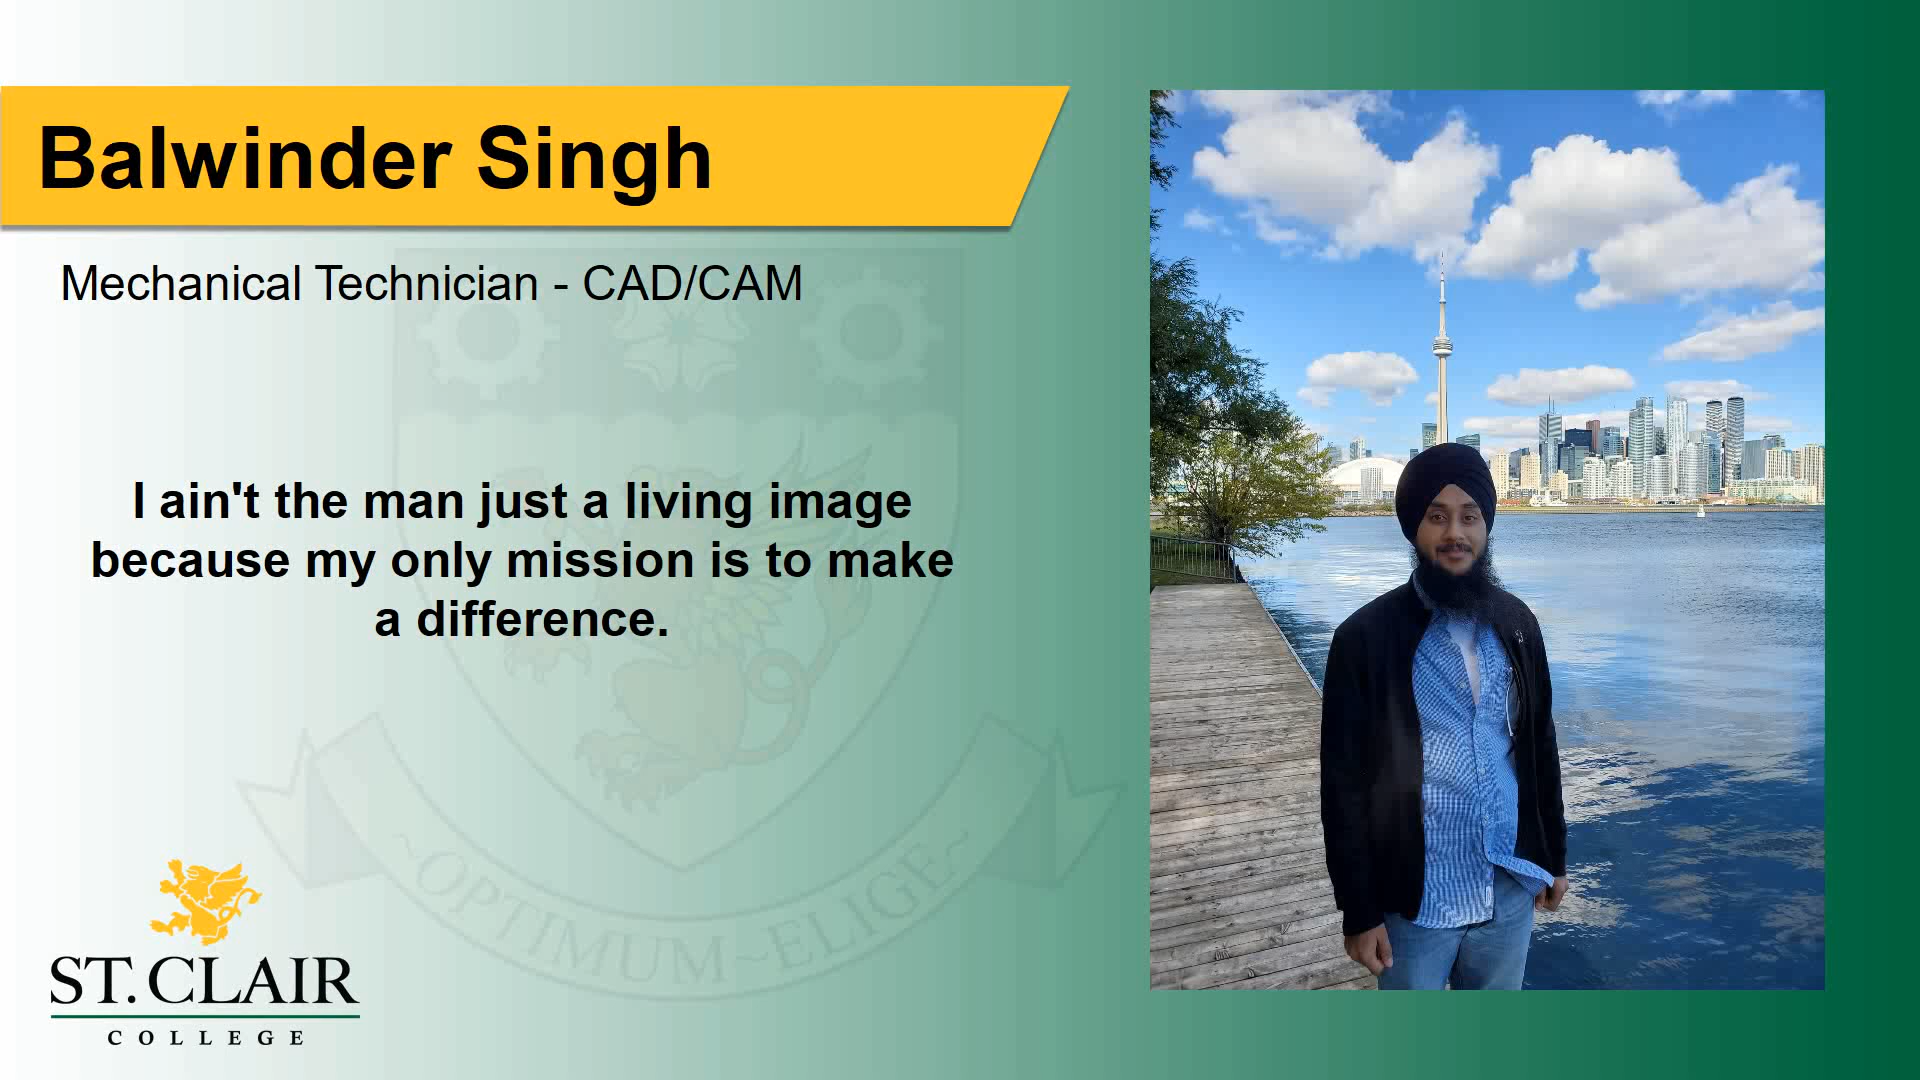 Balwinder Singh
Mechanical Technician - CAD/CAM
I ain't the man just a living image
because my only mission is to make
a difference.
~OPTIMUM~ELIGE~
ST. CLAIR
COLLEGE